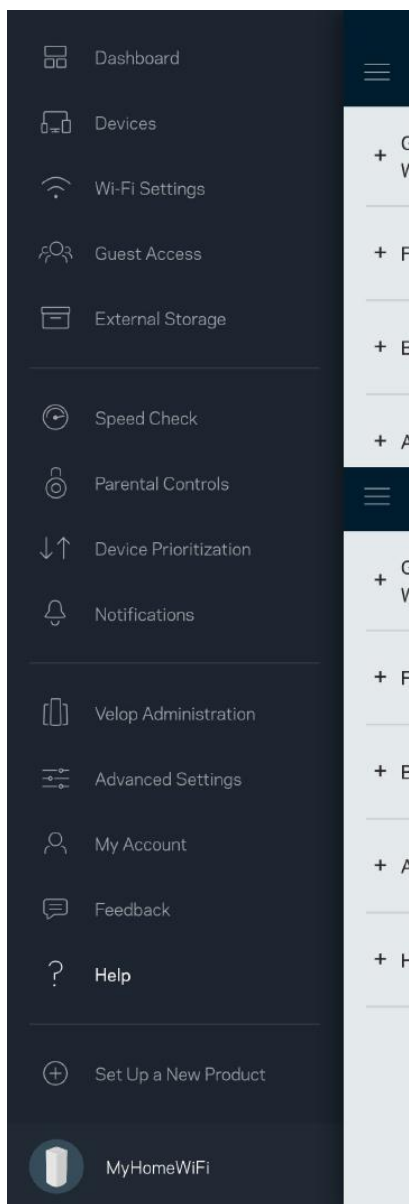 Dashboard
Devices
Wi-Fi Settings
Guest Access
External Storage
Speed Check
Parental Controls
Device Prioritization
Notifications
Velop Administration
Advanced Settings
My Account
Feedback
? Help
Set Up a New Product
MyHomeWiFi